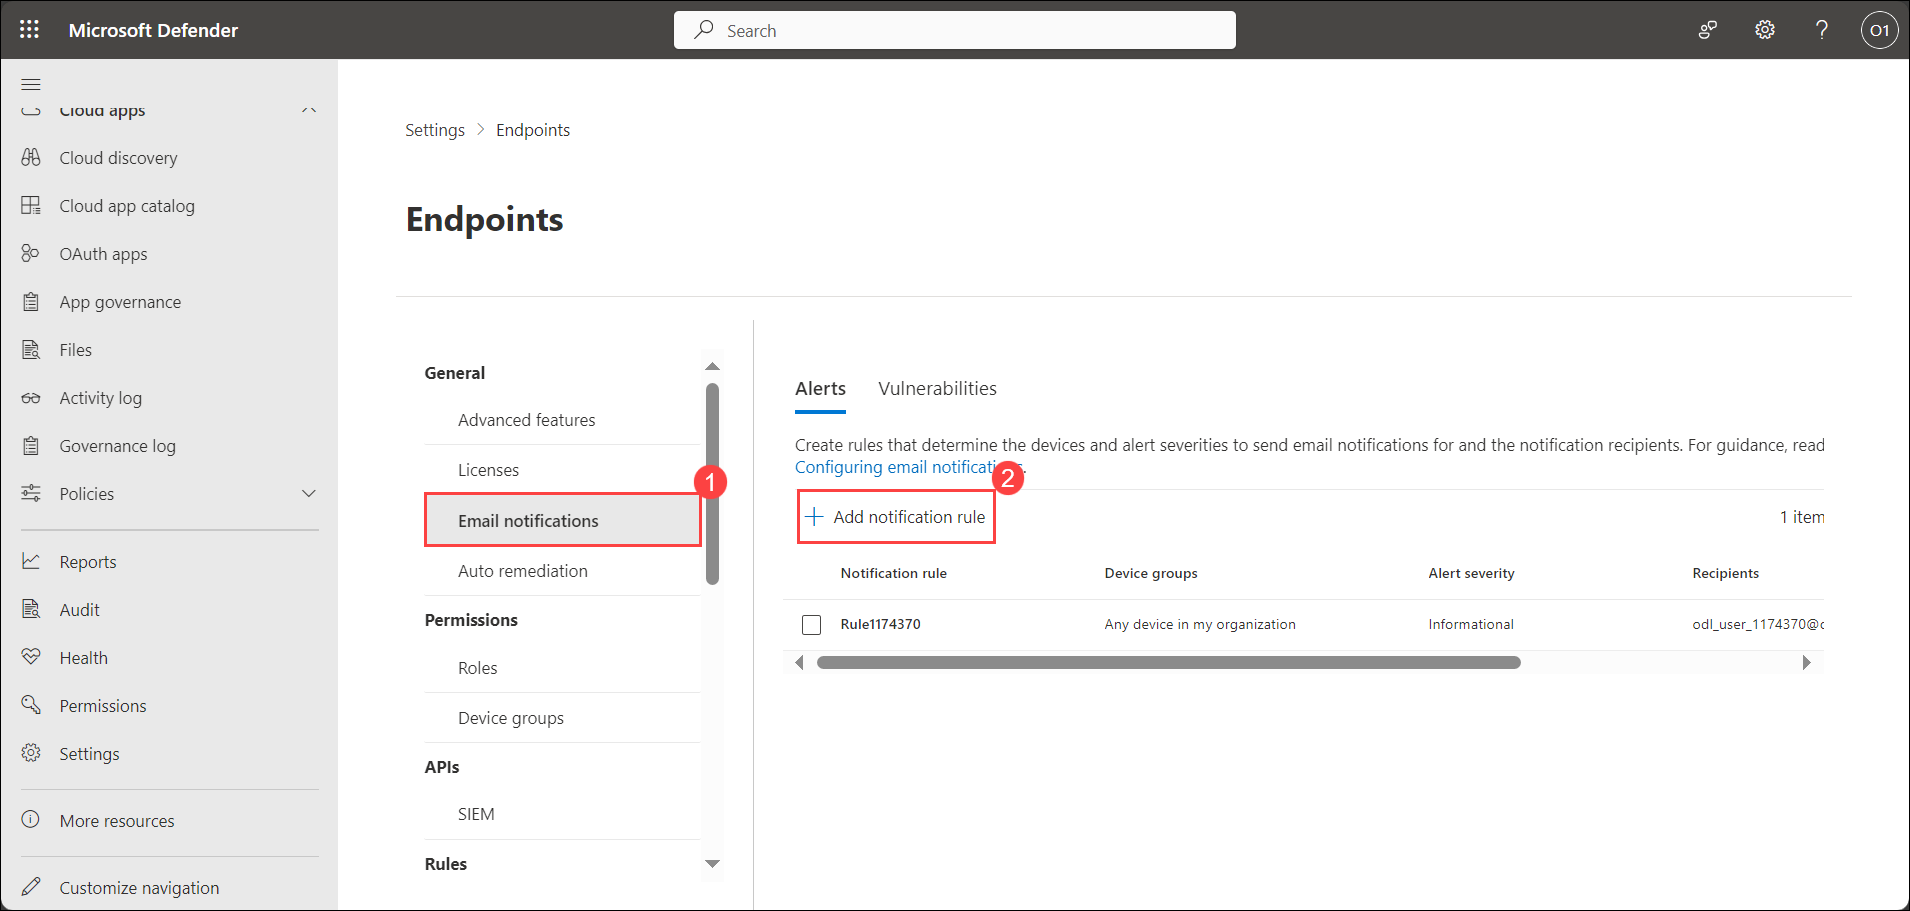 Microsoft Defender
Search
O1
Cloud apps
Cloud discovery
Cloud app catalog
OAuth apps
App governance
Files
Activity log
Governance log
Policies
Reports
Audit
Health
Permissions
Settings
More resources
Customize navigation
Settings > Endpoints
Endpoints
General
Advanced features
Licenses
1
Email notifications
Auto remediation
Permissions
Roles
Device groups
APIs
SIEM
Rules
Alerts Vulnerabilities
Create rules that determine the devices and alert severities to send email notifications for and the notification recipients. For guidance, read
Configuring email
2
Add notification rule
1 item
Notification rule Device groups Alert severity Recipients
Rule1174370 Any device in my organization Informational odl_user_1174370@